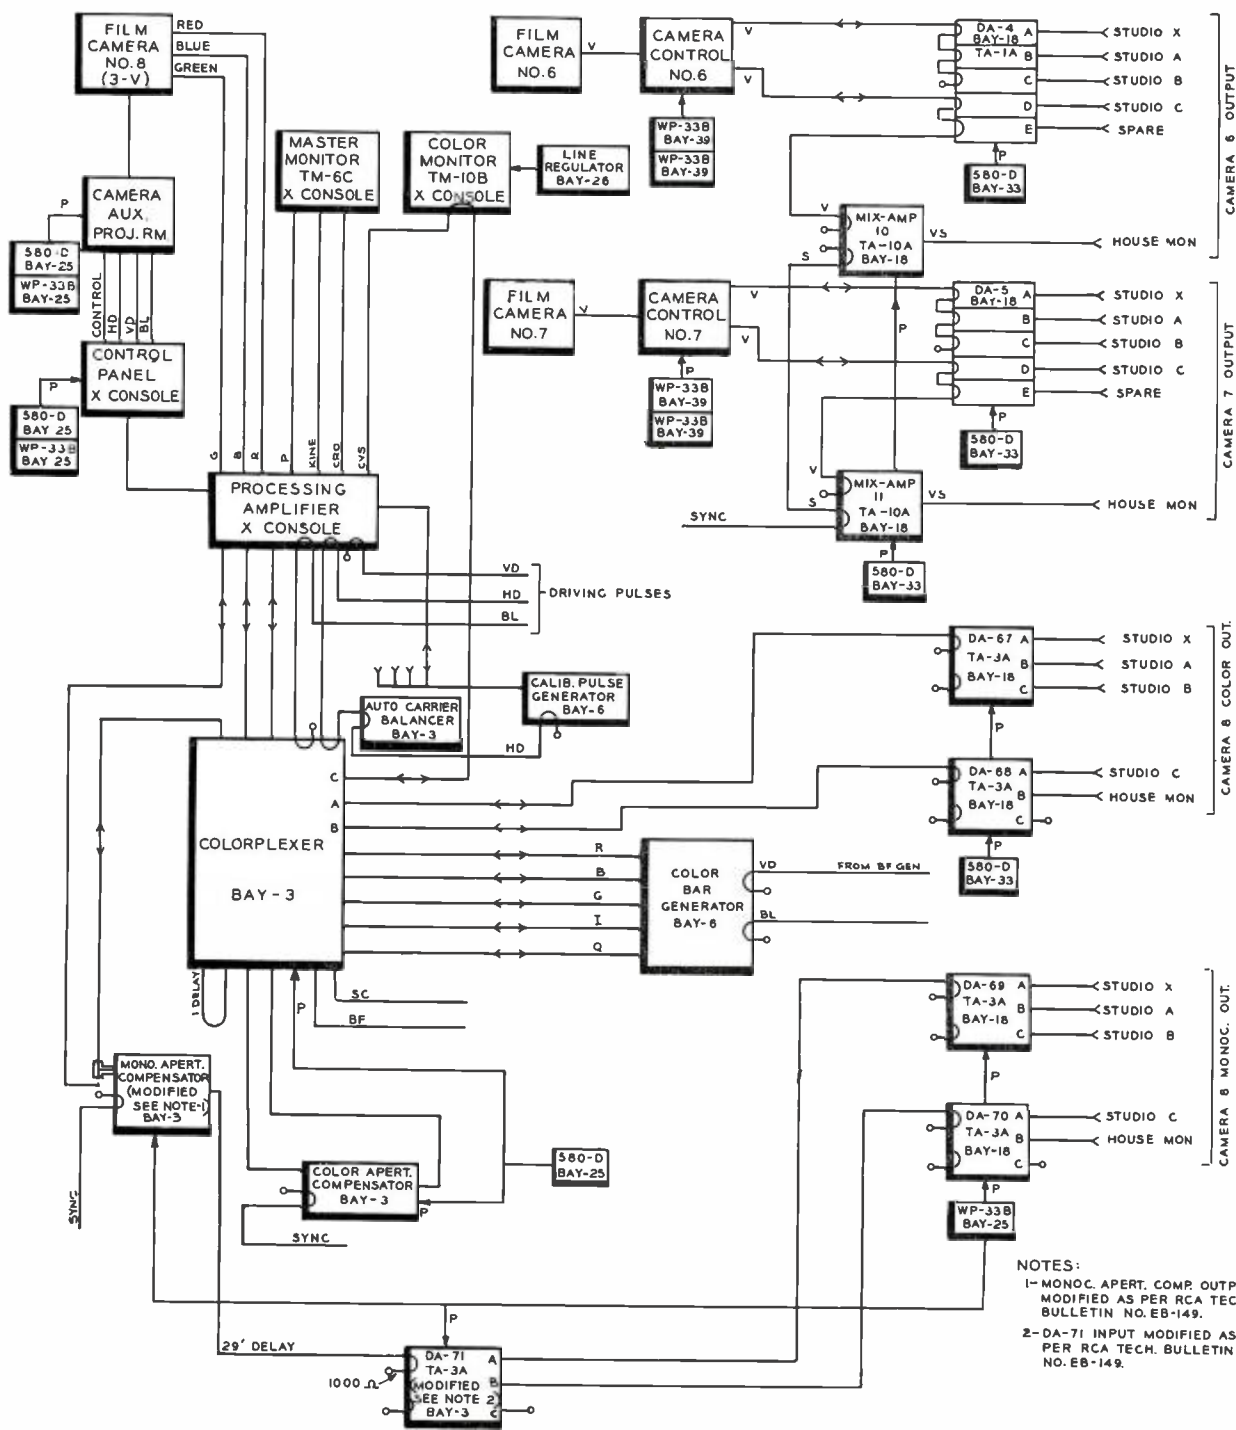 FILM
CAMERA
NO.8
(3-V)
RED
BLUE
GREEN
MASTER
MONITOR
TM-6C
X CONSOLE
COLOR
MONITOR
TM-10B
X CONSOLE
LINE
REGULATOR
BAY-26
CAMERA
AUX.
PROJ. RM.
P
580-D
BAY-25
WP-33B
BAY-25
CONTROL
HD
VD
BL
CONTROL
PANEL
X CONSOLE
P
580-D
BAY 25
WP-33B
BAY 25
G
B
R
P
KINE
CRO
CVS
PROCESSING
AMPLIFIER
X CONSOLE
VD
HD
BL
DRIVING PULSES
FILM
CAMERA
NO.6
V
CAMERA
CONTROL
NO.6
V
V
WP-33B
BAY-39
WP-33B
BAY-39
DA-4
BAY-18
TA-1A
A
B
C
D
E
STUDIO X
STUDIO A
STUDIO B
STUDIO C
SPARE
CAMERA 6 OUTPUT
P
580-D
BAY-33
V
S
MIX-AMP
10
TA-10A
BAY-18
VS
HOUSE MON
P
FILM
CAMERA
NO.7
V
CAMERA
CONTROL
NO.7
V
V
P
WP-33B
BAY-39
WP-33B
BAY-39
DA-5
BAY-18
A
B
C
D
E
STUDIO X
STUDIO A
STUDIO B
STUDIO C
SPARE
CAMERA 7 OUTPUT
P
580-D
BAY-33
V
S
SYNC
MIX-AMP
11
TA-10A
BAY-18
VS
HOUSE MON
P
580-D
BAY-33
Y Y Y
CALIB. PULSE
GENERATOR
BAY-6
AUTO CARRIER
BALANCER
BAY-3
HD
COLORPLEXER
BAY-3
C
A
B
R
B
G
I
Q
COLOR
BAR
GENERATOR
BAY-6
VD
FROM BF GEN
BL
DA-67
TA-3A
BAY-18
A
B
C
STUDIO X
STUDIO A
STUDIO B
P
DA-68
TA-3A
BAY-18
A
B
C
STUDIO C
HOUSE MON
CAMERA 8 COLOR OUT.
P
580-D
BAY-33
1 DELAY
P
SC
BF
MONO. APERT.
COMPENSATOR
(MODIFIED
SEE NOTE-1)
BAY-3
SYNC
COLOR APERT.
COMPENSATOR
BAY-3
P
SYNC
580-D
BAY-25
DA-69
TA-3A
BAY-18
A
B
C
STUDIO X
STUDIO A
STUDIO B
P
DA-70
TA-3A
BAY-18
A
B
C
STUDIO C
HOUSE MON
CAMERA 8 MONOC. OUT.
P
WP-33B
BAY-25
P
29' DELAY
1000 Ω
DA-71
TA-3A
(MODIFIED
SEE NOTE 2)
BAY-3
A
B
C
NOTES:
1-MONOC. APERT. COMP. OUTP
MODIFIED AS PER RCA TEC
BULLETIN NO. EB-149.
2-DA-71 INPUT MODIFIED AS
PER RCA TECH. BULLETIN
NO. EB-149.